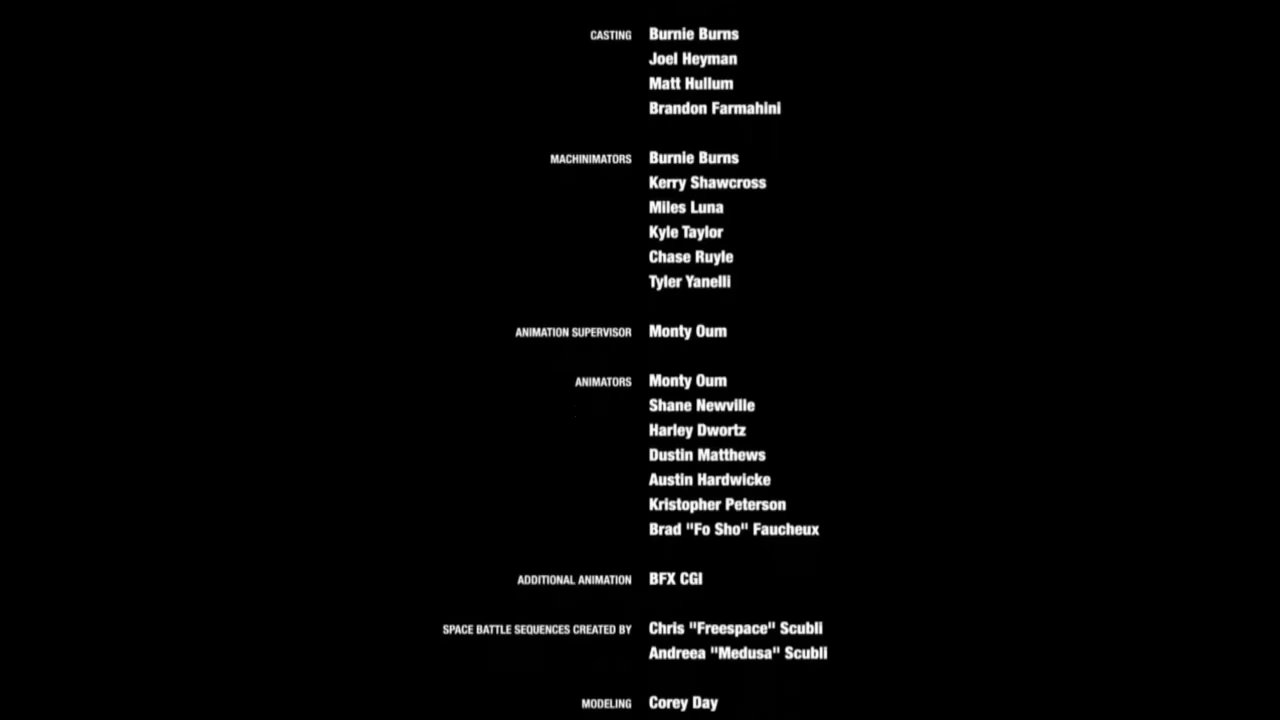 CASTING Burnie Burns
Joel Heyman
Matt Hullum
Brandon Farmahini
MACHINIMATORS Burnie Burns
Kerry Shawcross
Miles Luna
Kyle Taylor
Chase Ruyle
Tyler Yanelli
ANIMATION SUPERVISOR Monty Oum
ANIMATORS Monty Oum
Shane Newville
Harley Dwortz
Dustin Matthews
Austin Hardwicke
Kristopher Peterson
Brad "Fo Sho" Faucheux
ADDITIONAL ANIMATION BFX CGI
SPACE BATTLE SEQUENCES CREATED BY Chris "Freespace" Scubli
Andreea "Medusa" Scubli
MODELING Corey Day